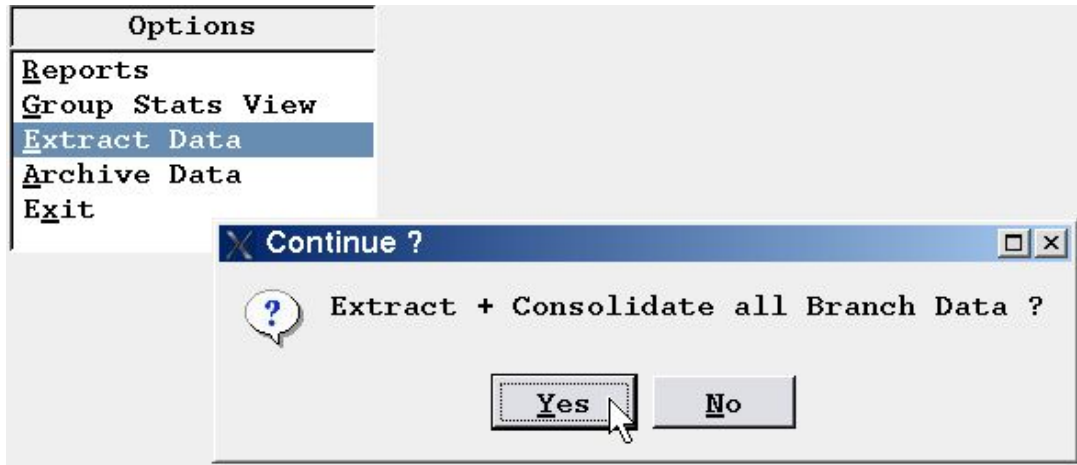 Options
Reports
Group Stats View
Extract Data
Archive Data
Exit
Continue ?
Extract + Consolidate all Branch Data ?
Yes
No